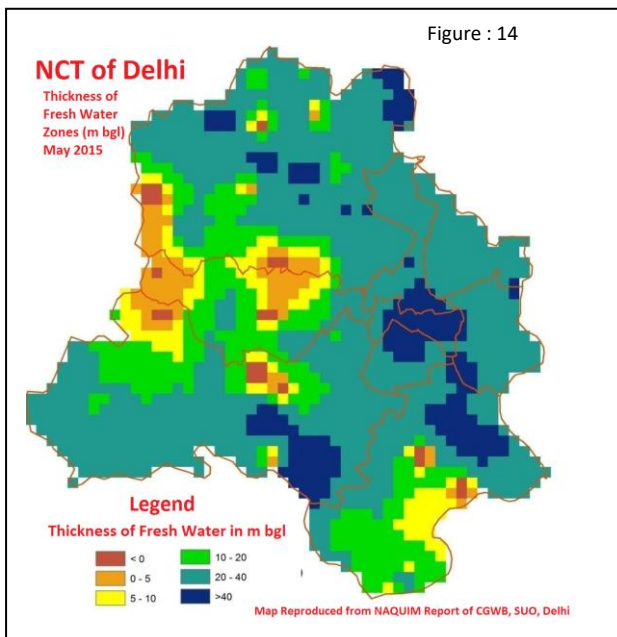 Figure : 14
NCT of Delhi
Thickness of
Fresh Water
Zones (m bgl)
May 2015
Legend
Thickness of Fresh Water in m bgl
< 0
0 - 5
5 - 10
10 - 20
20 - 40
>40
Map Reproduced from NAQUIM Report of CGWB, SUO, Delhi